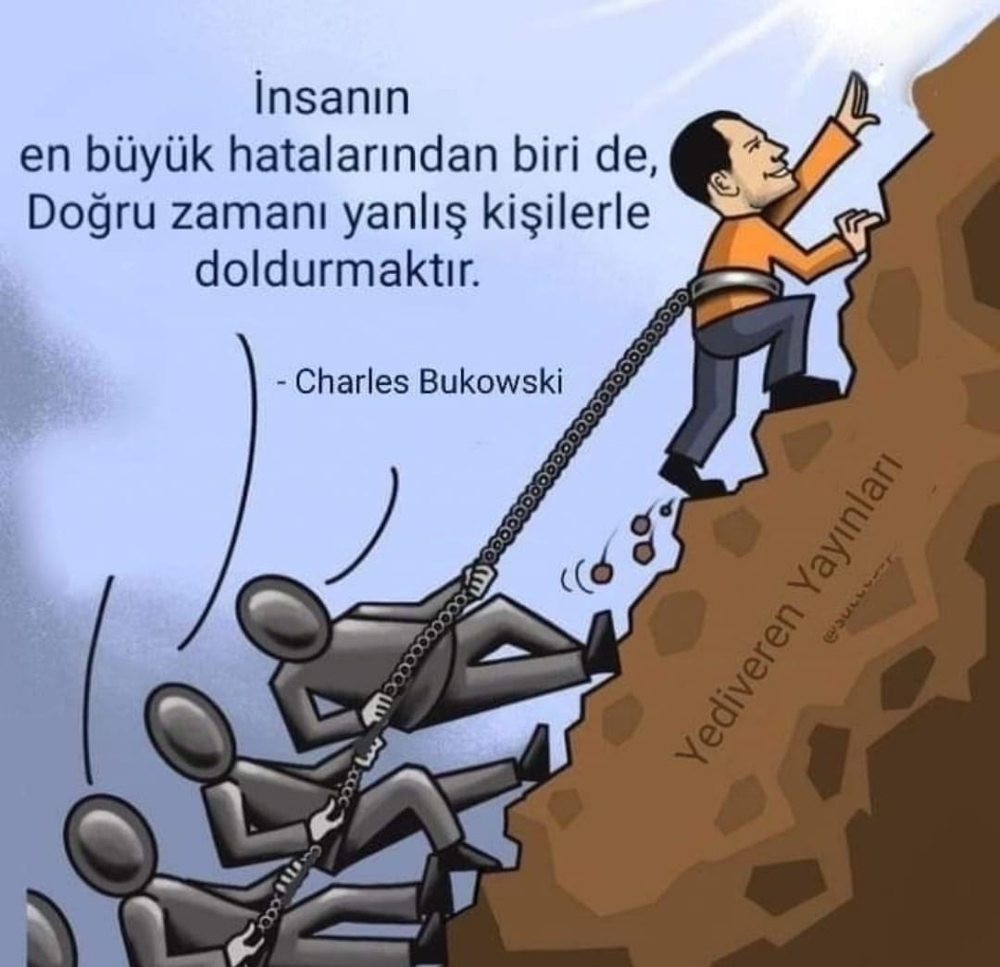 İnsanın
en büyük hatalarından biri de,
Doğru zamanı yanlış kişilerle
doldurmaktır.
- Charles Bukowski
Yediveren Yayınları